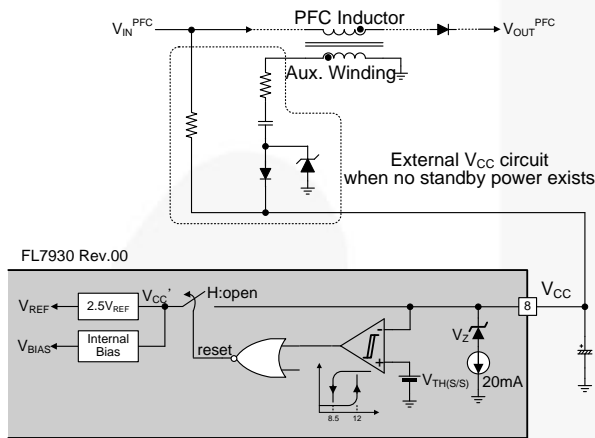 PFC Inductor
V_IN^PFC
V_OUT^PFC
Aux. Winding
External V_CC circuit
when no standby power exists
FL7930 Rev.00
V_REF
2.5V_REF
V_CC'
H:open
8
V_CC
V_BIAS
Internal
Bias
reset
-
+
V_Z
V_TH(S/S)
20mA
8.5
12
+